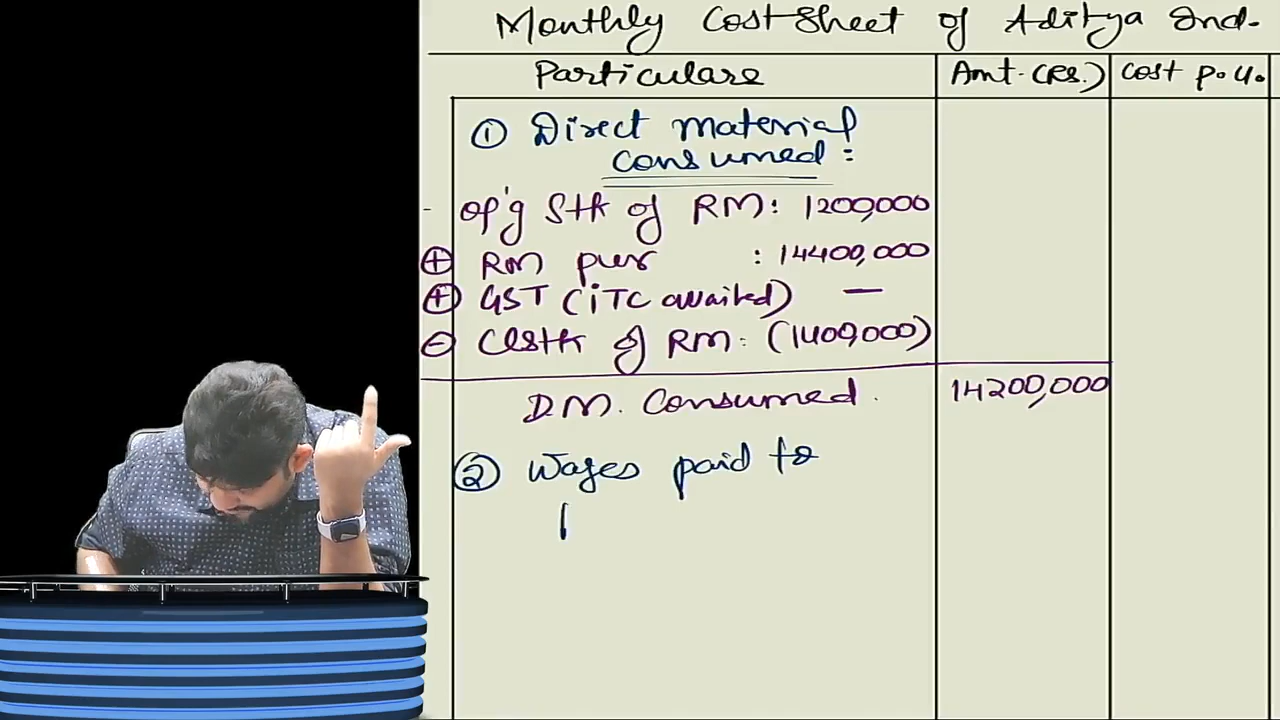 Monthly Cost Sheet of Aditya Ind.
Particulars Amt. (Rs.) Cost p.u.
① Direct Material
Consumed :
op'g Stk of RM: 1200,000
⊕ RM pur : 14400,000
⊕ GST (ITC awaited) —
⊖ Clstk of RM: (1400,000)
D.M. Consumed. 14200,000
② Wages paid to